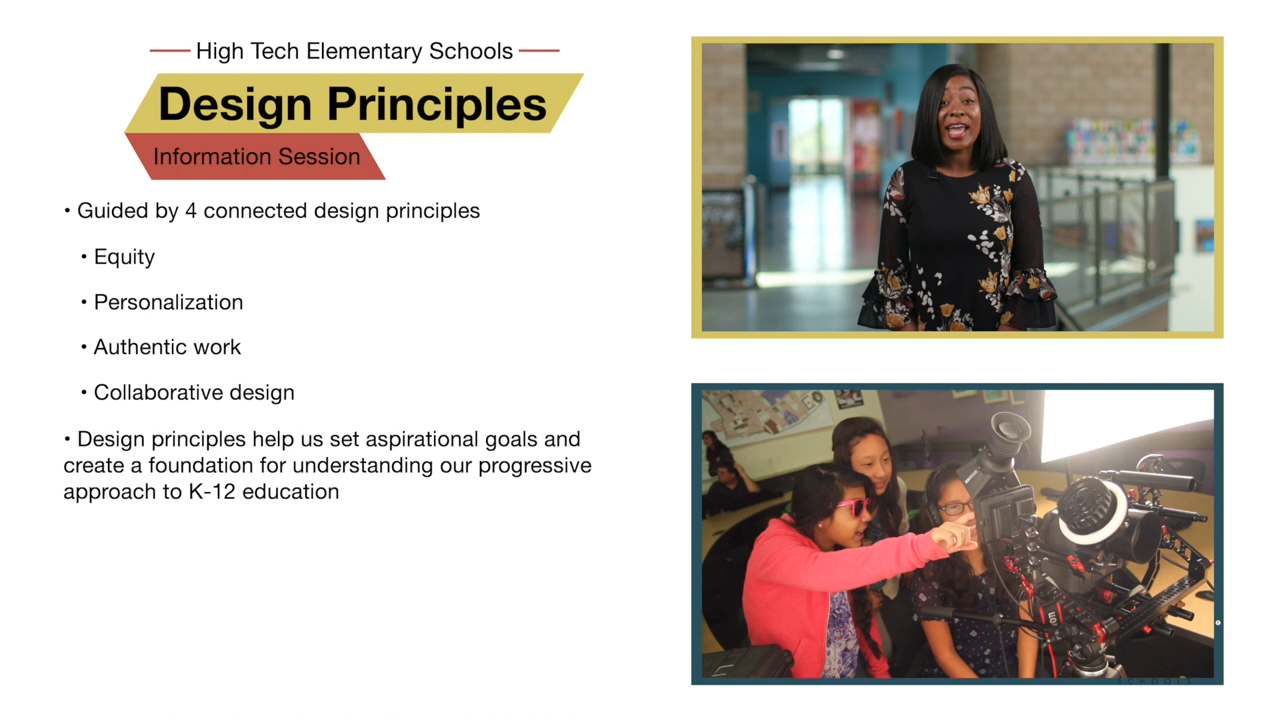 High Tech Elementary Schools
Design Principles
Information Session
• Guided by 4 connected design principles
• Equity
• Personalization
• Authentic work
• Collaborative design
• Design principles help us set aspirational goals and
create a foundation for understanding our progressive
approach to K-12 education